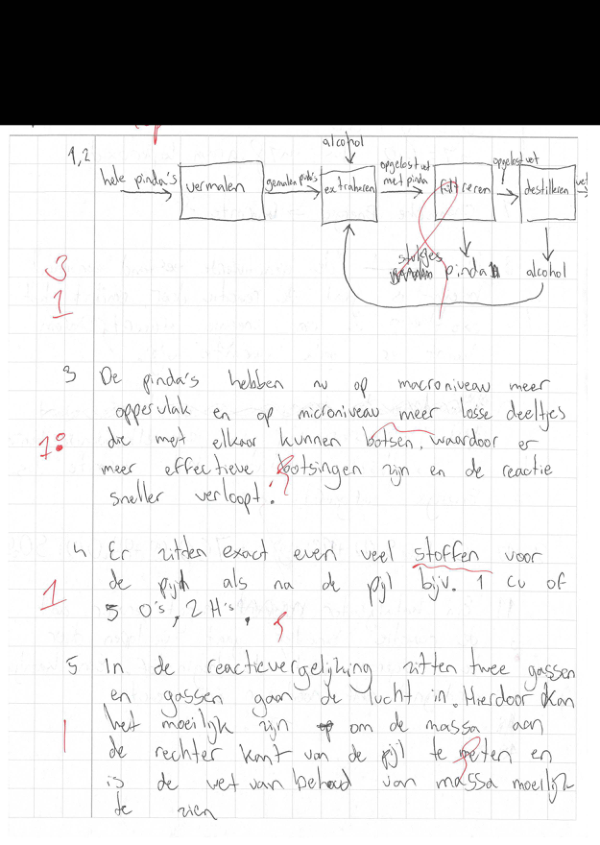 1,2
alcohol
hele pinda's
vermalen
gemalen pinda's
extraheren
opgelost vet
met pinda
filtreren
opgelost vet
destilleren
vet
stukjes
pinda
alcohol
3
1
3 De pinda's hebben nu op macroniveau meer
oppervlak en op microniveau meer losse deeltjes
1 die met elkaar kunnen botsen, waardoor er
meer effectieve botsingen zijn en de reactie
sneller verloopt.
4 Er zitten exact even veel stoffen voor
1 de pijl als na de pijl bijv. 1 Cu of
5 O's, 2 H's,
5 In de reactievergelijking zitten twee gassen
en gassen gaan de lucht in. Hierdoor kan
1 het moeilijk zijn om de massa aan
de rechter kant van de pijl te meten en
is de wet van behoud van massa moeilijk
te zien